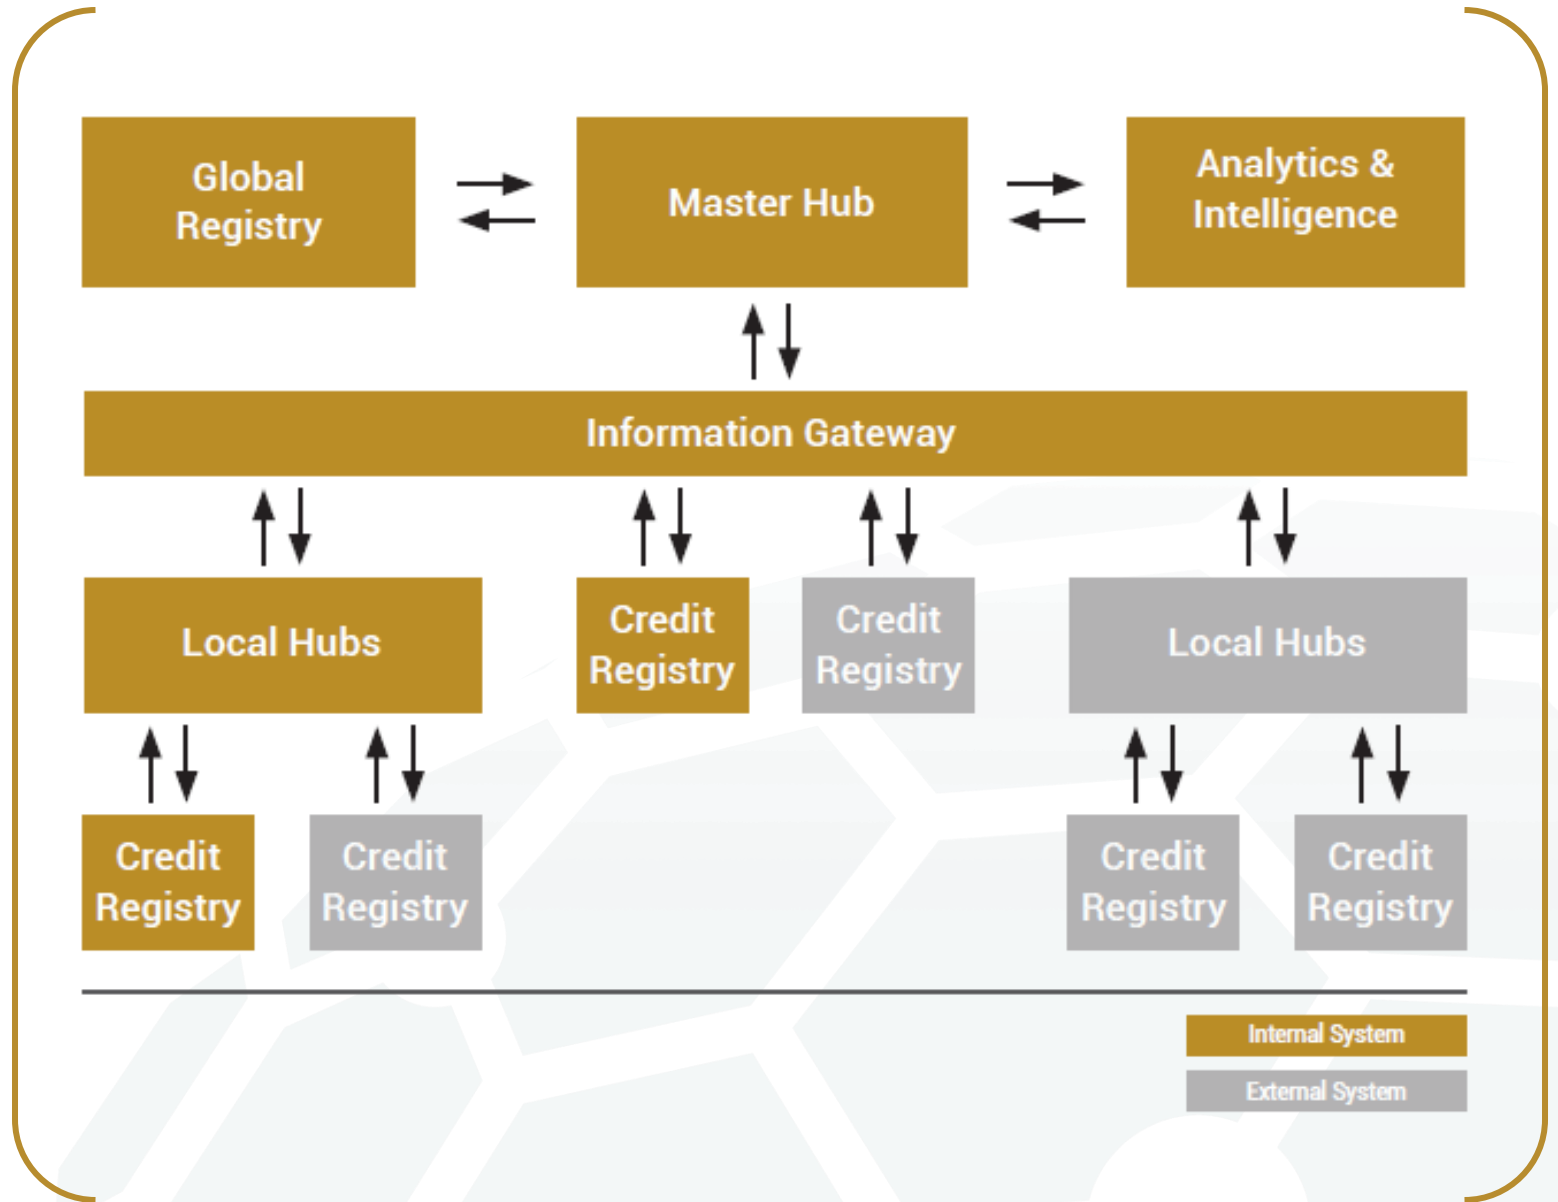 Global
Registry
Master Hub
Analytics &
Intelligence
Information Gateway
Local Hubs
Credit
Registry
Credit
Registry
Local Hubs
Credit
Registry
Credit
Registry
Credit
Registry
Credit
Registry
Internal System
External System